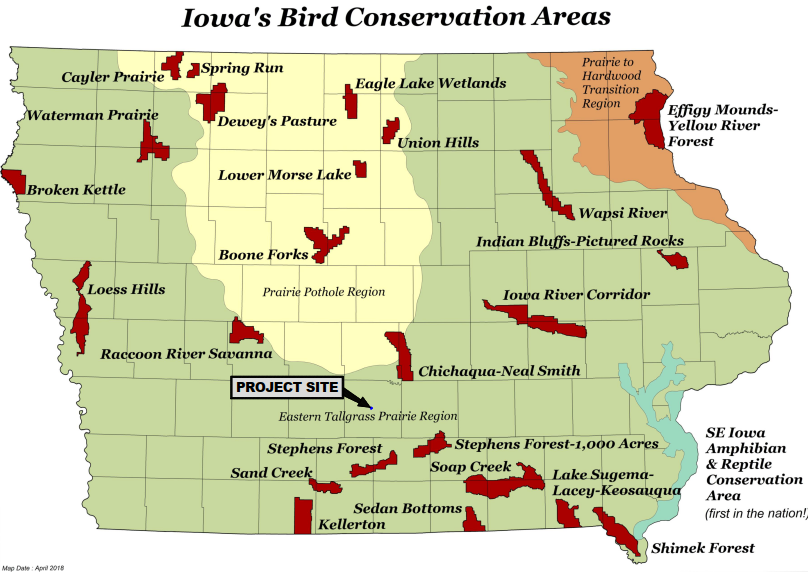 Iowa's Bird Conservation Areas
Prairie to
Hardwood
Transition
Region
Cayler Prairie
Spring Run
Eagle Lake Wetlands
Effigy Mounds-
Yellow River
Forest
Waterman Prairie
Dewey's Pasture
Union Hills
Lower Morse Lake
Broken Kettle
Wapsi River
Indian Bluffs-Pictured Rocks
Boone Forks
Loess Hills
Prairie Pothole Region
Iowa River Corridor
Raccoon River Savanna
Chichaqua-Neal Smith
PROJECT SITE
Eastern Tallgrass Prairie Region
SE Iowa
Amphibian
& Reptile
Conservation
Area
(first in the nation!)
Stephens Forest
Stephens Forest-1,000 Acres
Sand Creek
Soap Creek
Lake Sugema-
Lacey-Keosauqua
Sedan Bottoms
Kellerton
Shimek Forest
Map Date : April 2018